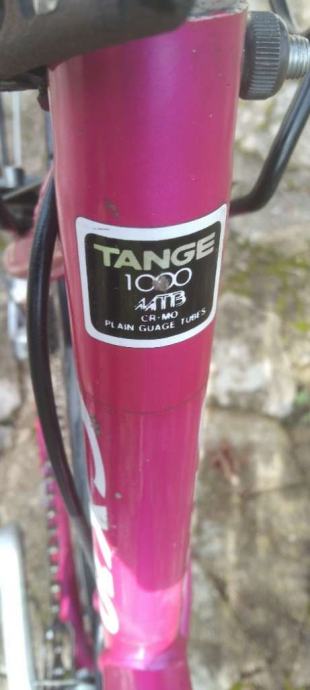 TANGE
1000
MTB
CR-MO
PLAIN GUAGE TUBES